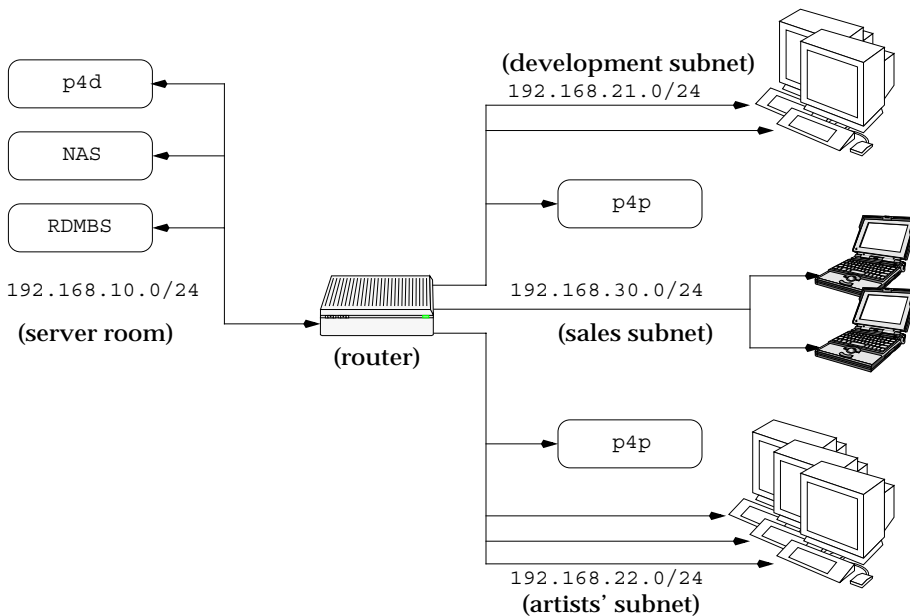 p4d
NAS
RDMBS
192.168.10.0/24
(server room)
(router)
(development subnet)
192.168.21.0/24
p4p
192.168.30.0/24
(sales subnet)
p4p
192.168.22.0/24
(artists’ subnet)